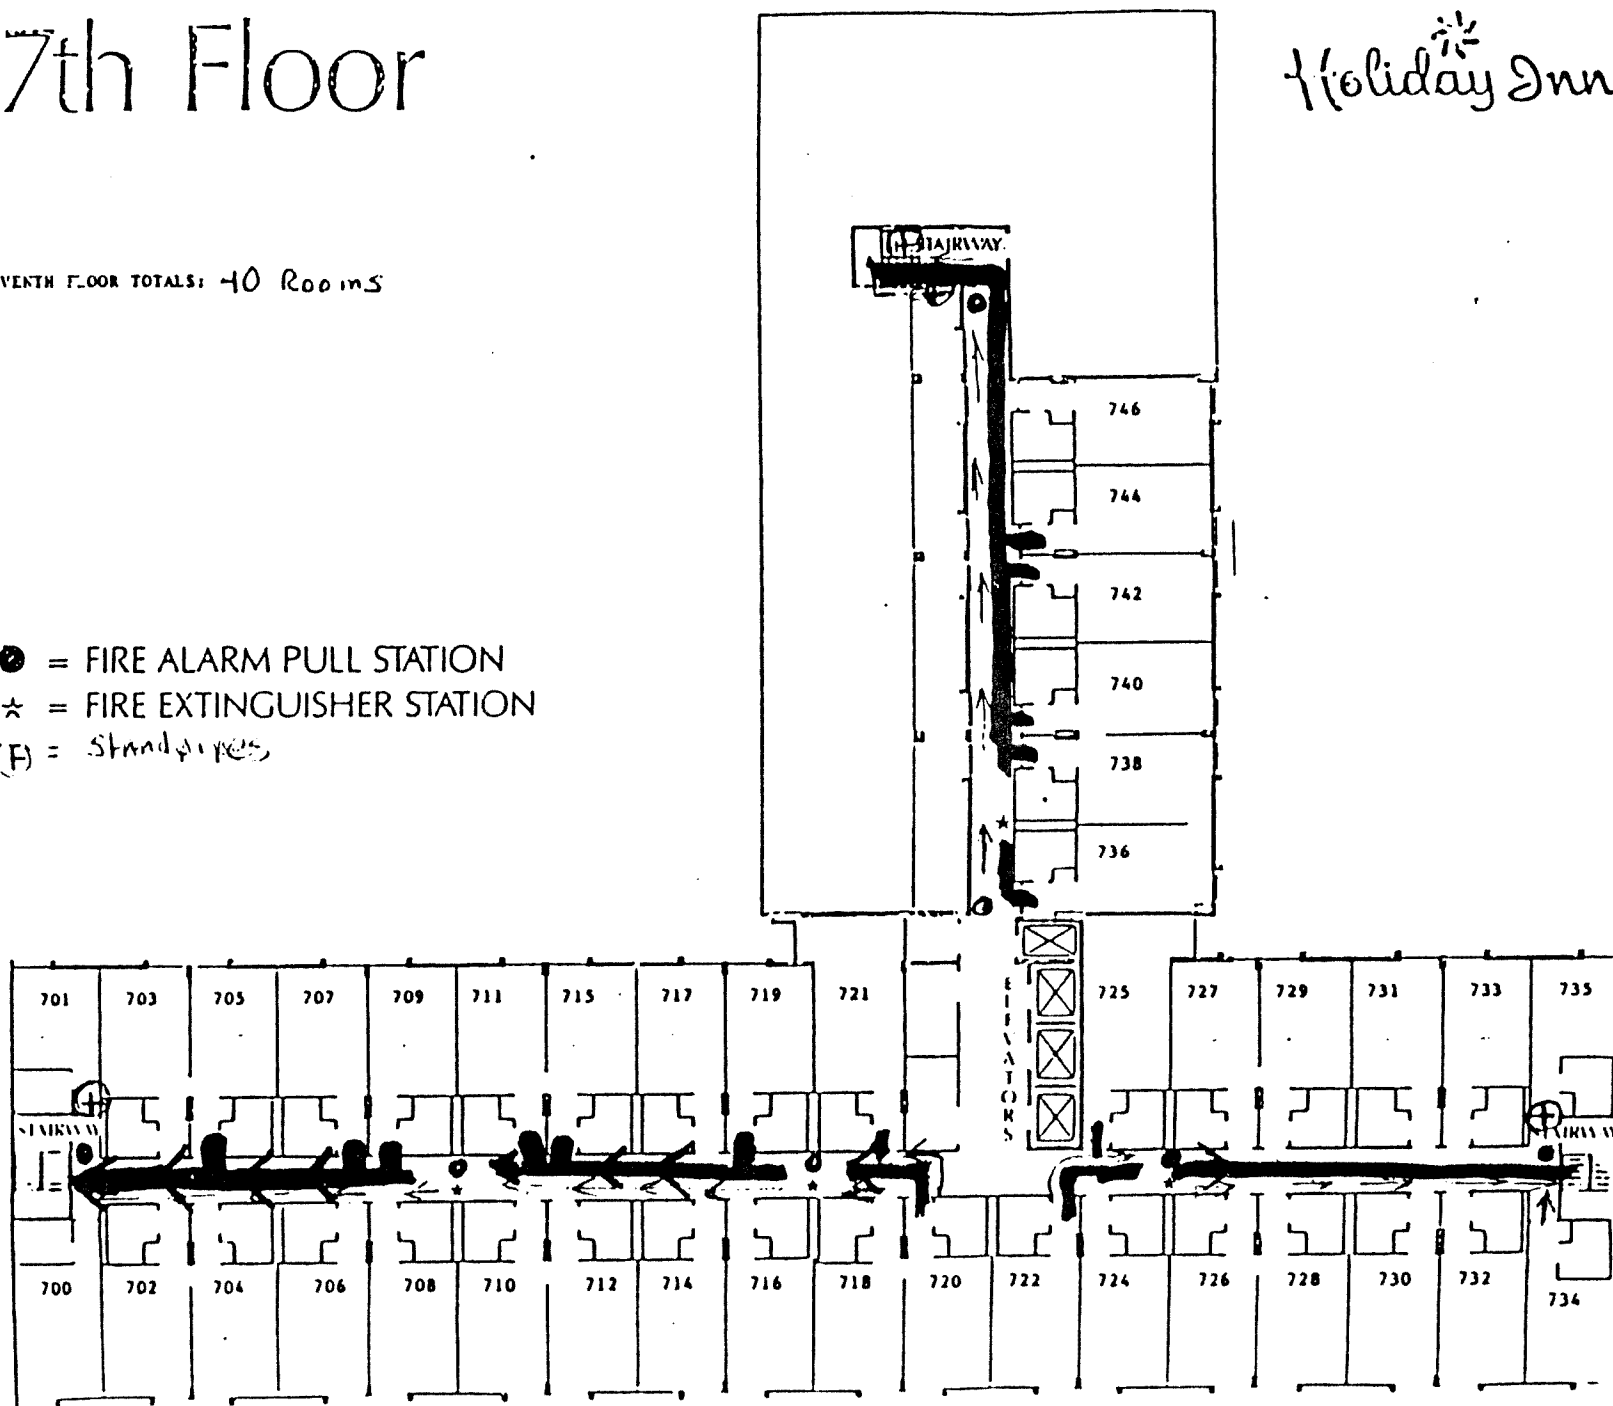 7th Floor
Holiday Inn
STAIRWAY
VENTH FLOOR TOTALS: 40 Rooms
746
744
742
= FIRE ALARM PULL STATION
740
= FIRE EXTINGUISHER STATION
(F) = Standpipes
738
736
ELEVATORS
701 703 705 707 709 711 715 717 719 721 725 727 729 731 733 735
STAIRWAY
700 702 704 706 708 710 712 714 716 718 720 722 724 726 728 730 732 734